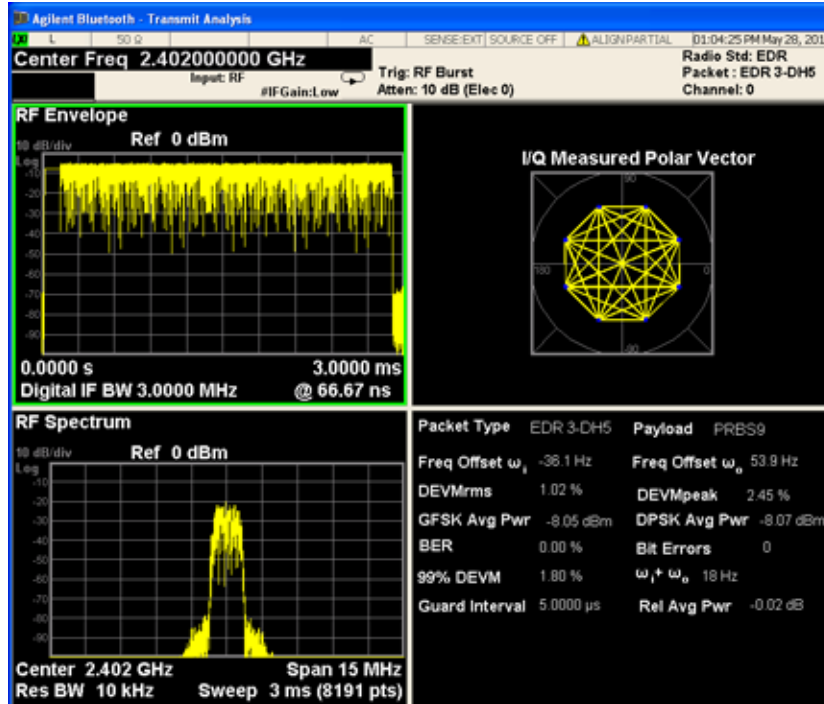 Agilent Bluetooth - Transmit Analysis
L 50 Ω AC SENSE:EXT SOURCE OFF ALIGN PARTIAL 01:04:25 PM May 28, 201
Center Freq 2.402000000 GHz
Input: RF
#IFGain:Low
Trig: RF Burst
Atten: 10 dB (Elec 0)
Radio Std: EDR
Packet : EDR 3-DH5
Channel: 0
RF Envelope
10 dB/div Ref 0 dBm
Log
-10
-20
-30
-40
-50
-60
-70
-80
-90
0.0000 s 3.0000 ms
Digital IF BW 3.0000 MHz @ 66.67 ns
I/Q Measured Polar Vector
90
180 0
-90
RF Spectrum
10 dB/div Ref 0 dBm
Log
-10
-20
-30
-40
-50
-60
-70
-80
-90
Center 2.402 GHz Span 15 MHz
Res BW 10 kHz Sweep 3 ms (8191 pts)
Packet Type EDR 3-DH5 Payload PRBS9
Freq Offset ωi -36.1 Hz Freq Offset ωo 53.9 Hz
DEVMrms 1.02 % DEVMpeak 2.45 %
GFSK Avg Pwr -8.05 dBm DPSK Avg Pwr -8.07 dBm
BER 0.00 % Bit Errors 0
99% DEVM 1.80 % ωi+ ωo 18 Hz
Guard Interval 5.0000 µs Rel Avg Pwr -0.02 dB